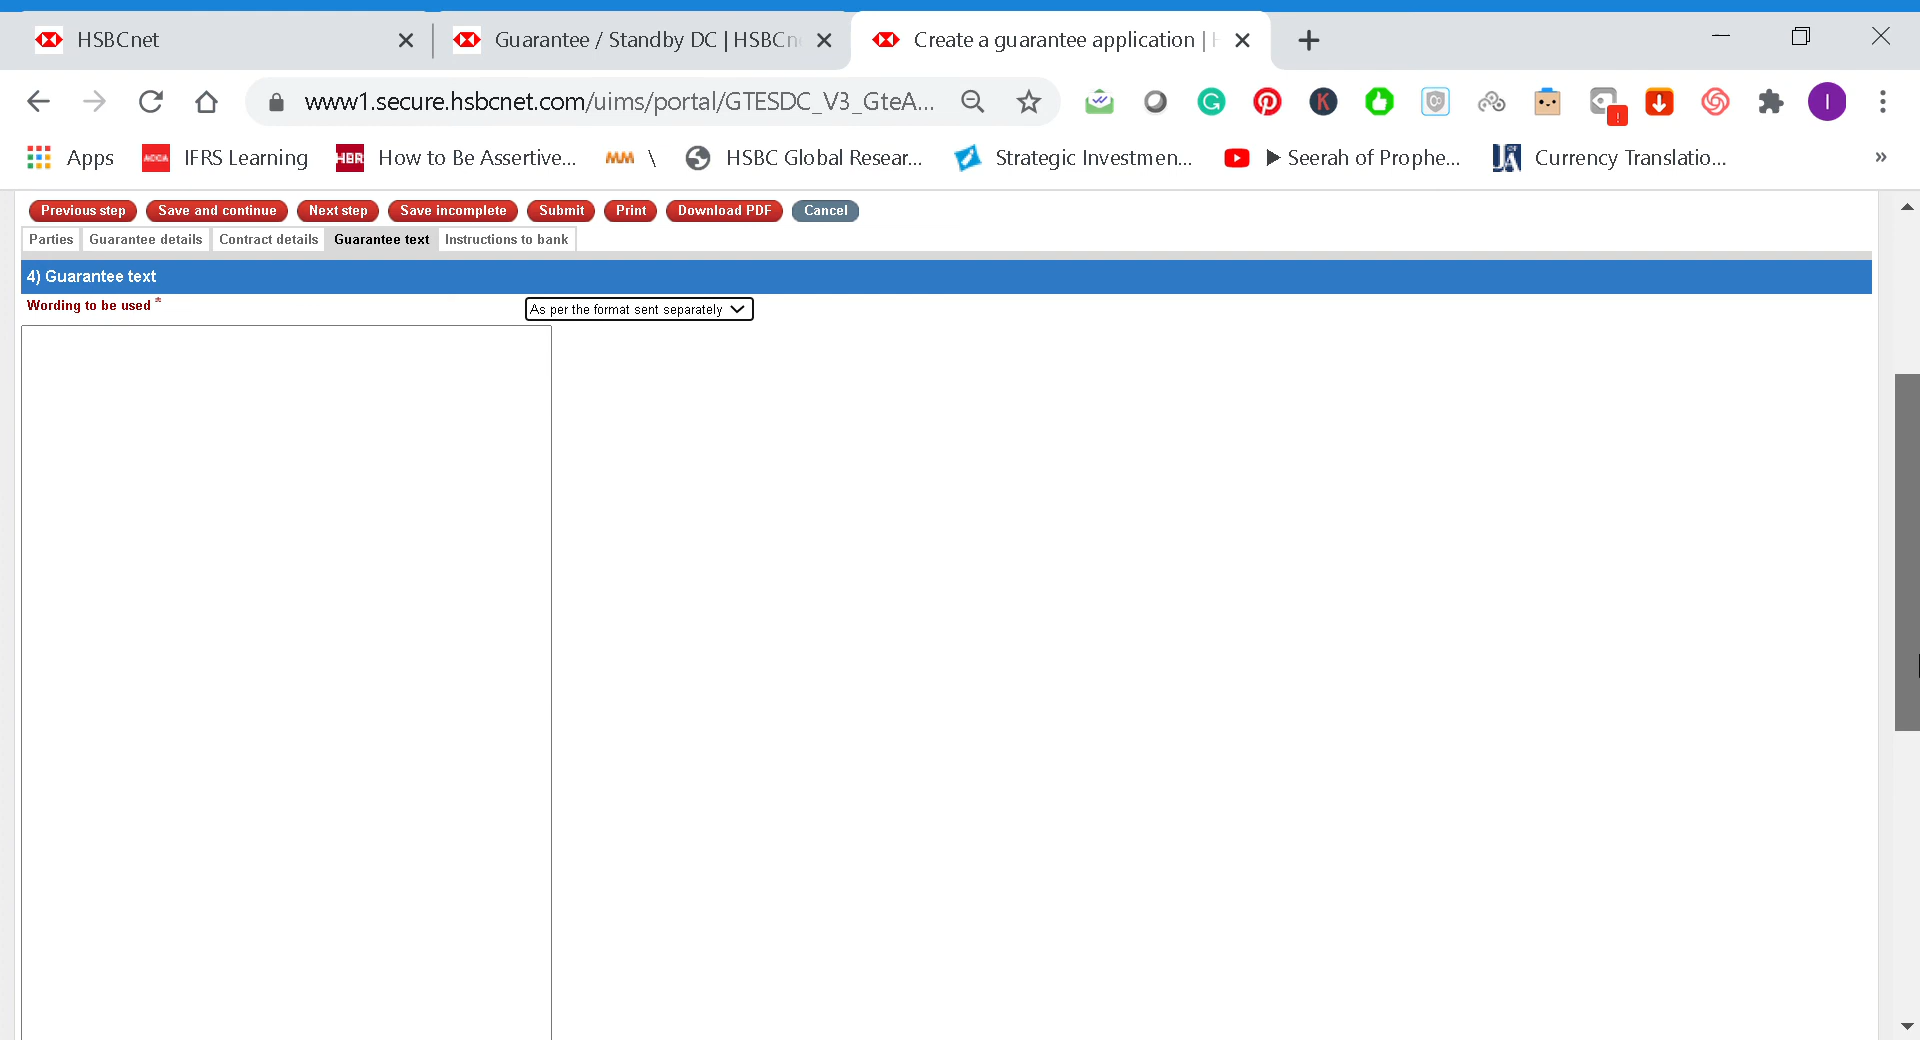 HSBCnet
Guarantee / Standby DC | HSBCn
Create a guarantee application |
www1.secure.hsbcnet.com/uims/portal/GTESDC_V3_GteA...
Apps
ACCA
IFRS Learning
HBR
How to Be Assertive...
\
HSBC Global Resear...
Strategic Investmen...
▶ Seerah of Prophe...
Currency Translatio...
»
Previous step
Save and continue
Next step
Save incomplete
Submit
Print
Download PDF
Cancel
Parties
Guarantee details
Contract details
Guarantee text
Instructions to bank
4) Guarantee text
Wording to be used *
As per the format sent separately